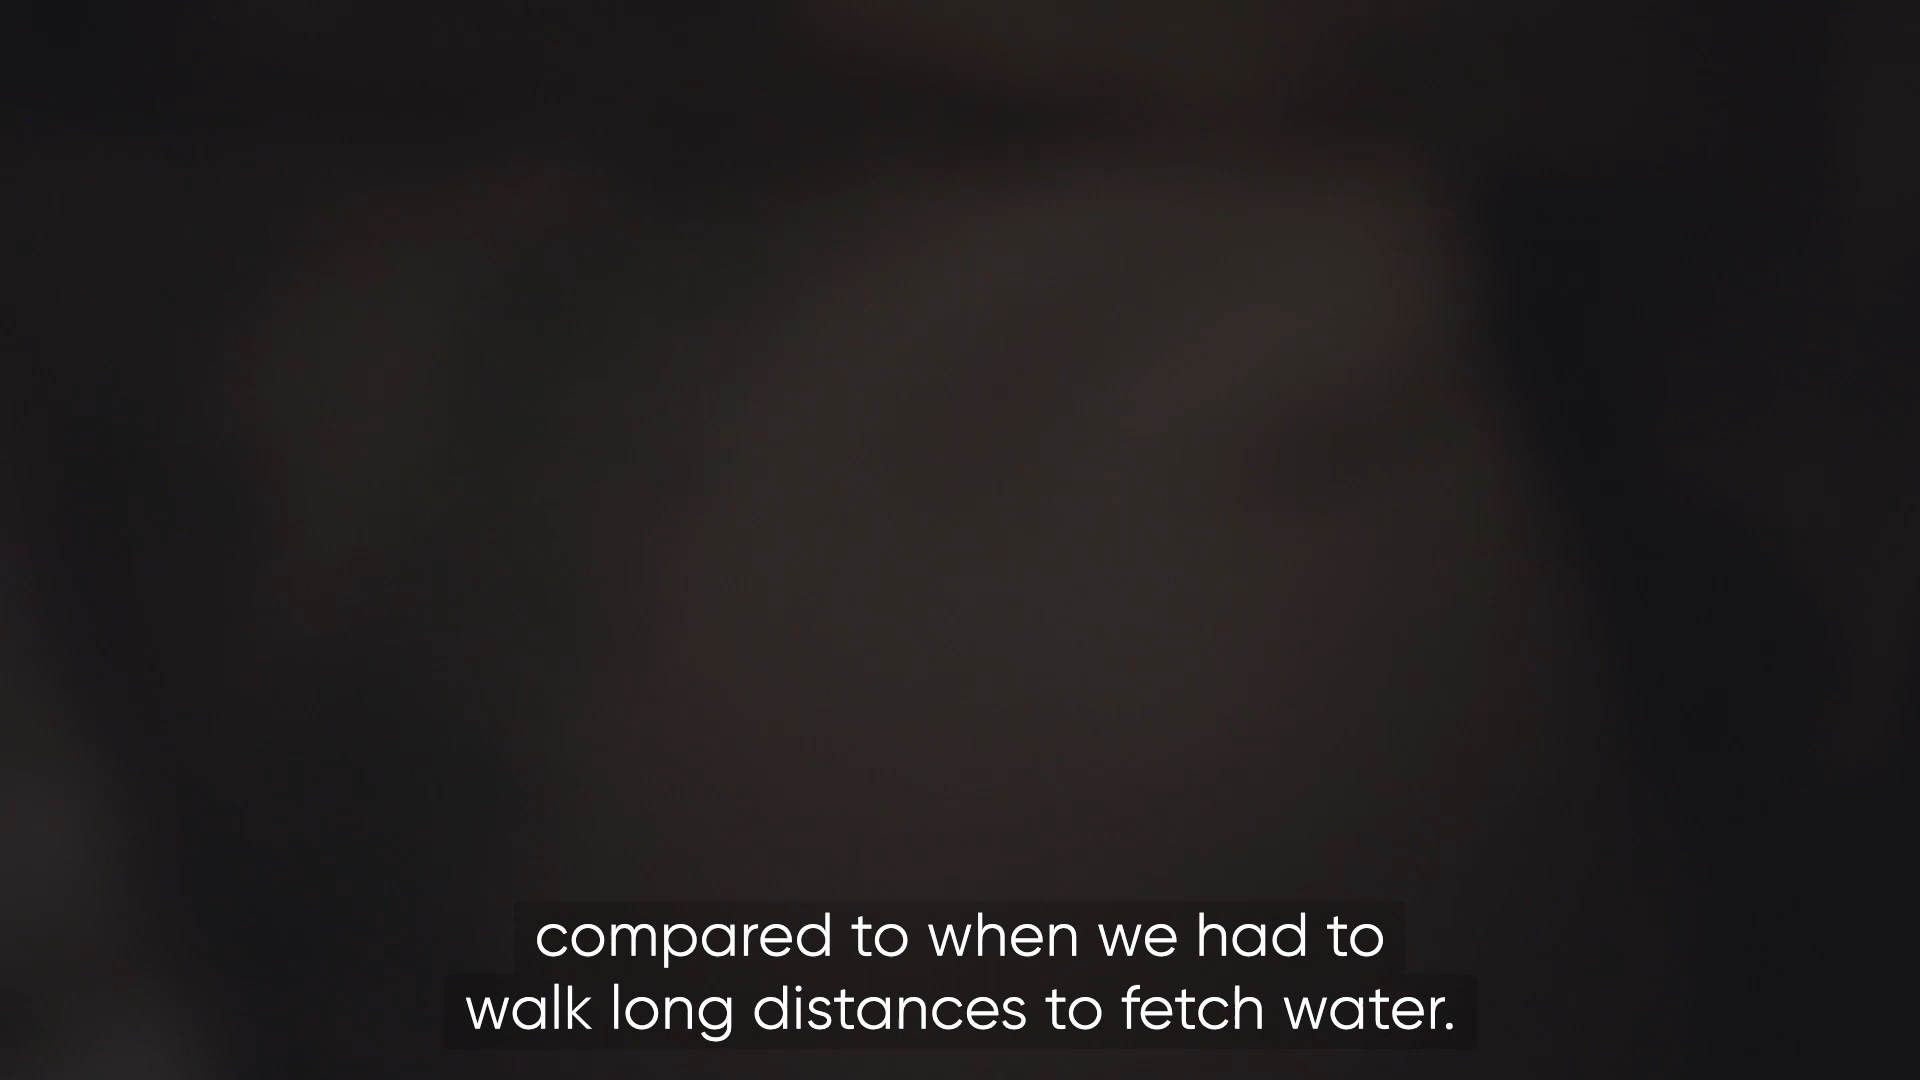 compared to when we had to
walk long distances to fetch water.